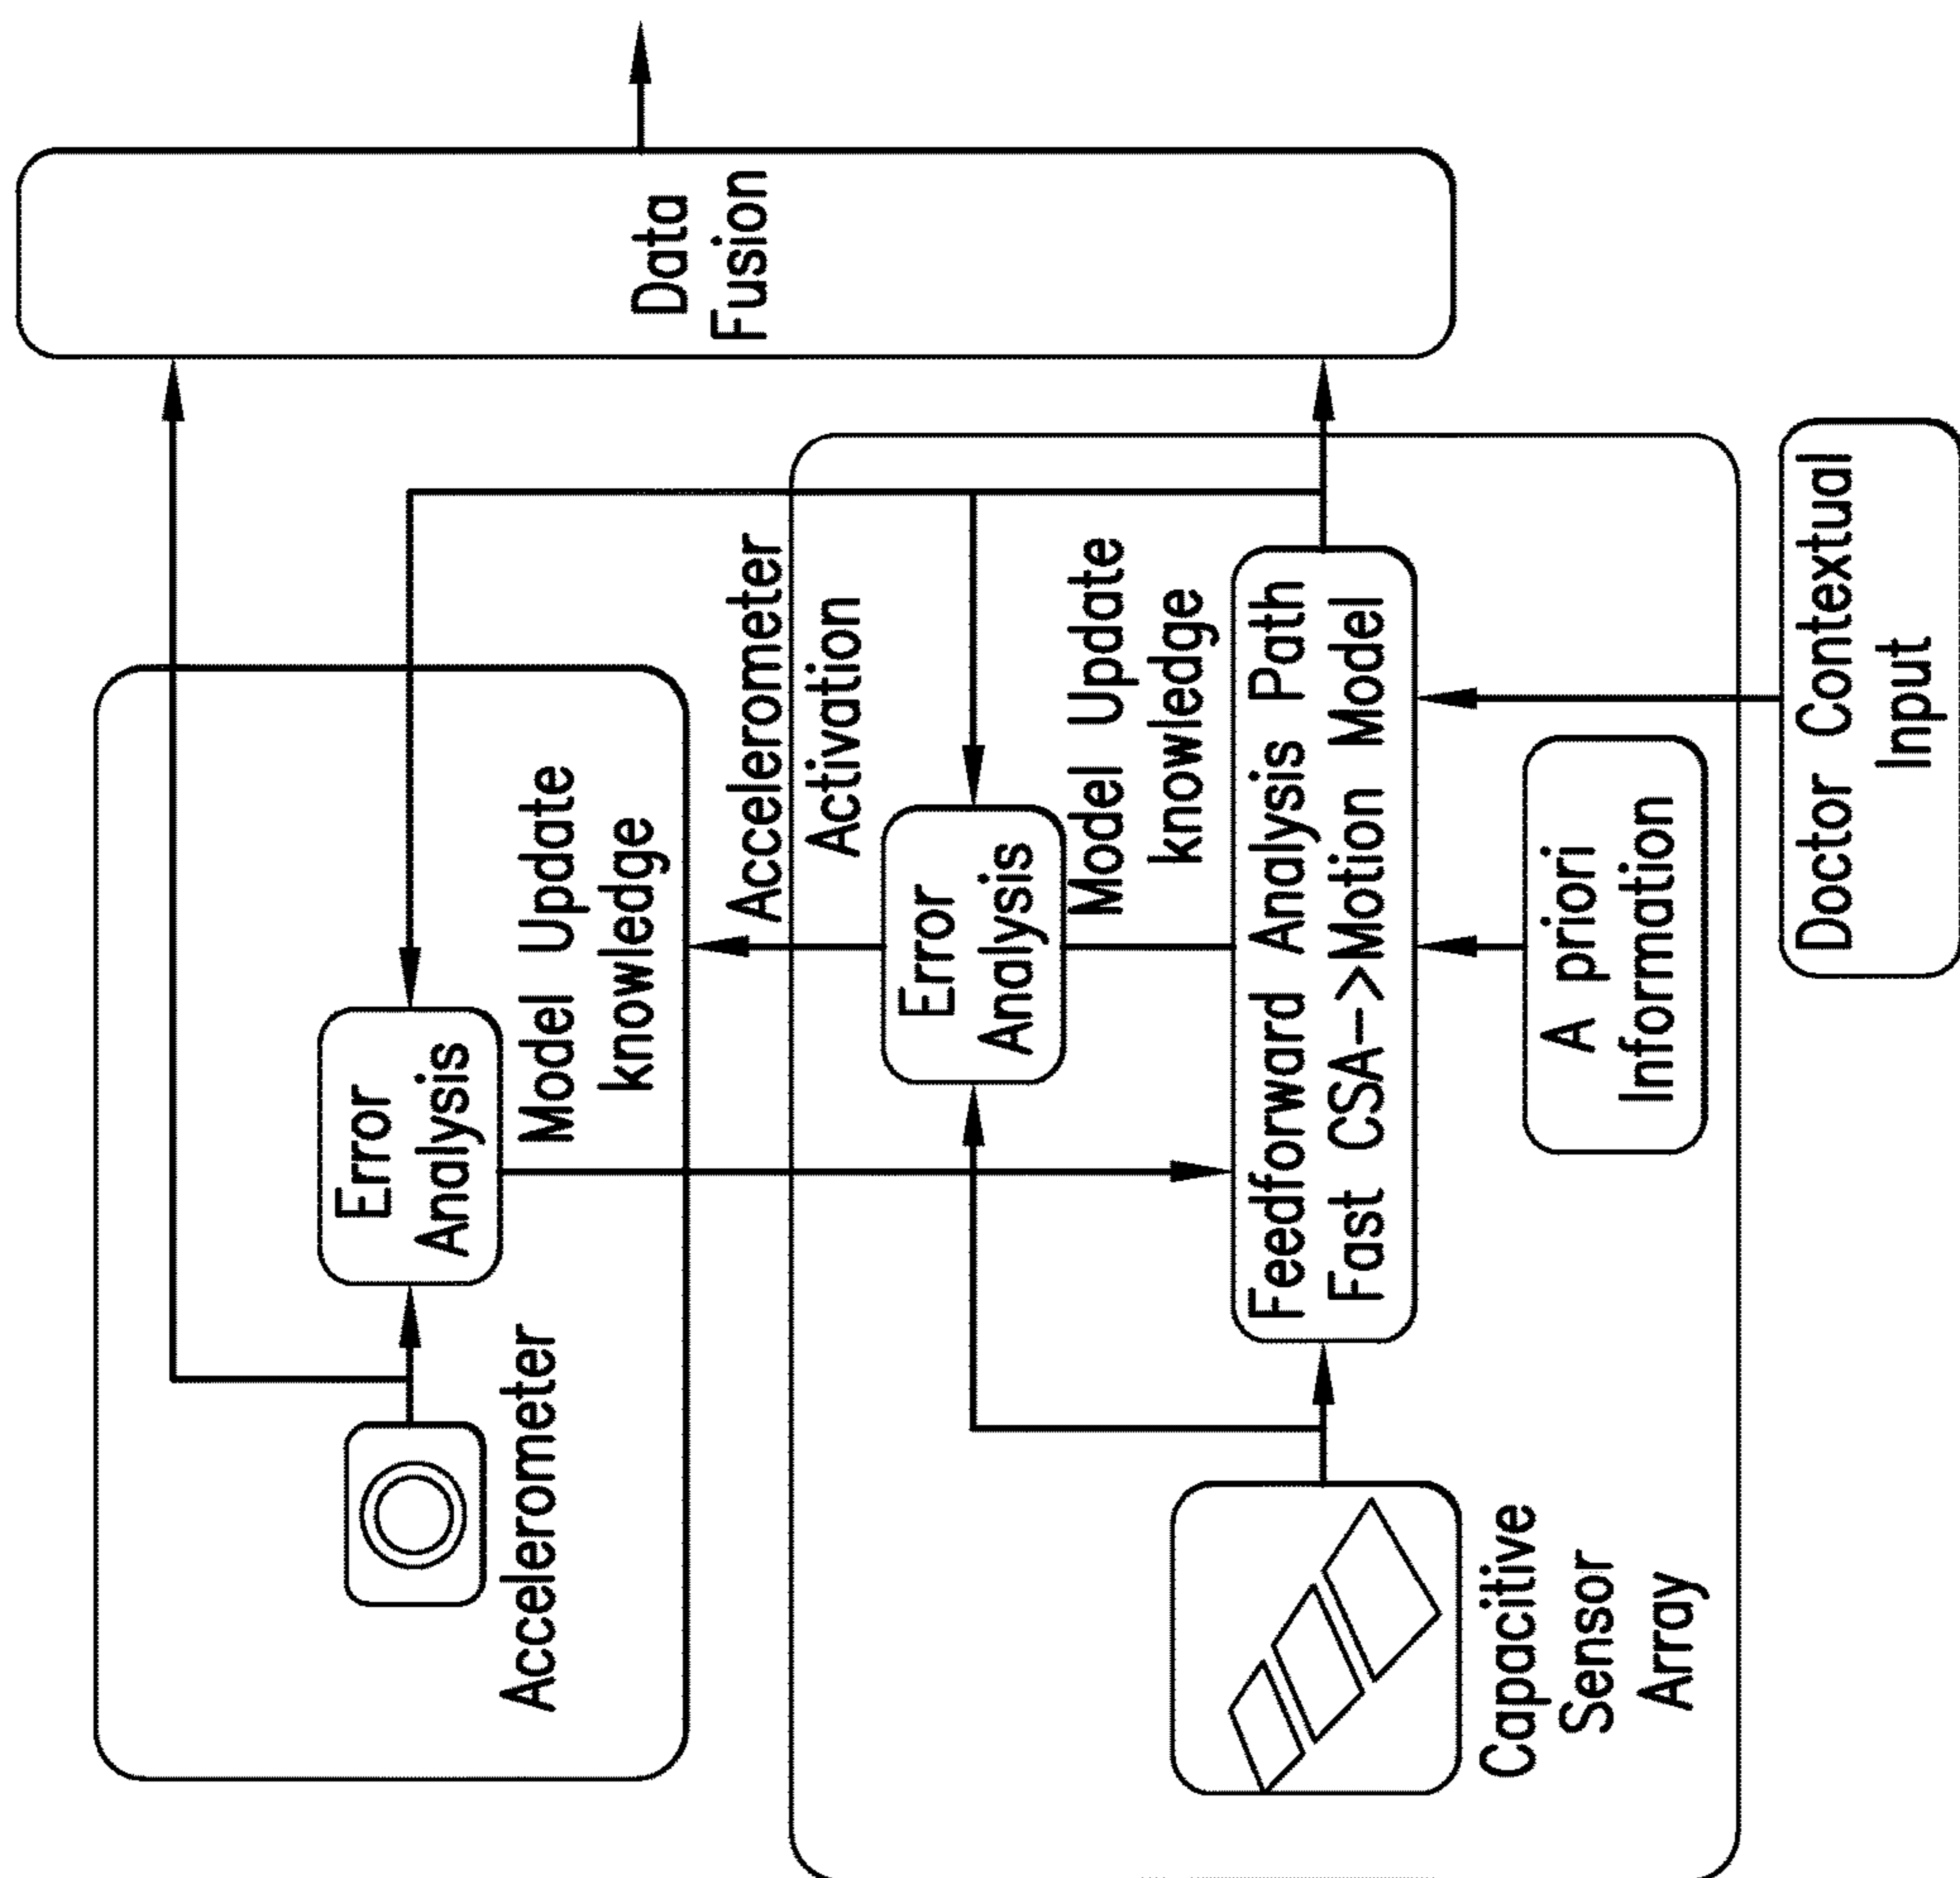 Accelerometer
Error
Analysis
Model Update
knowledge
Accelerometer
Activation
Error
Analysis
Model Update
knowledge
Feedforward Analysis Path
Fast CSA->Motion Model
Capacitive
Sensor
Array
A priori
Information
Doctor Contextual
Input
Data
Fusion